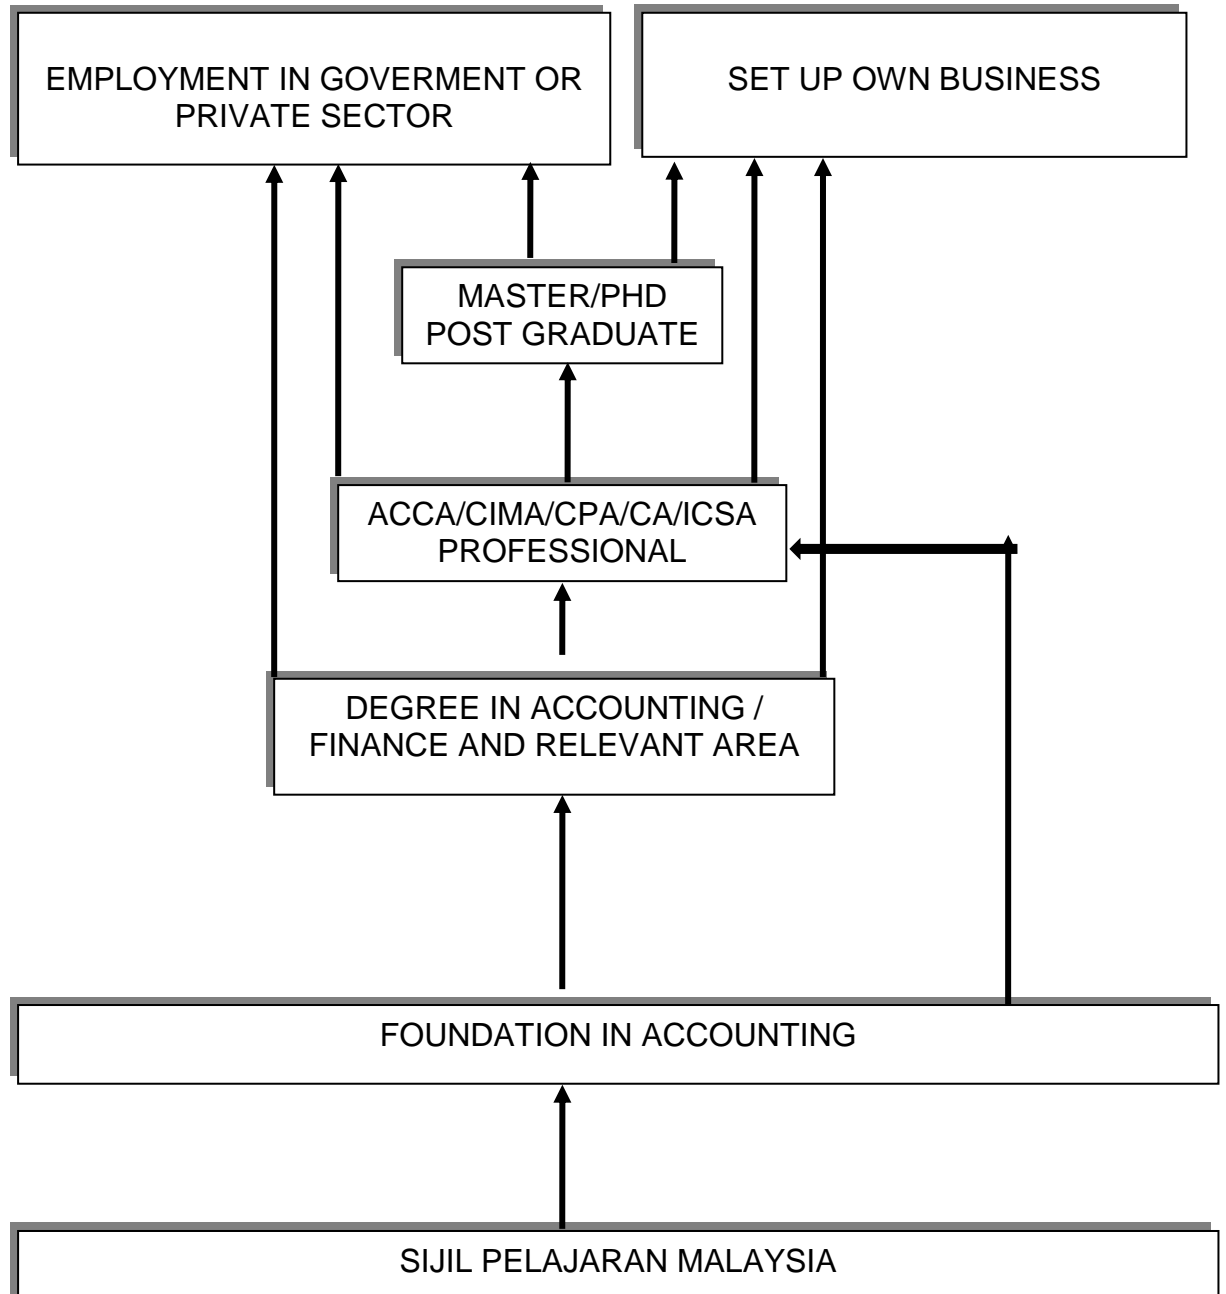 EMPLOYMENT IN GOVERMENT OR
PRIVATE SECTOR
SET UP OWN BUSINESS
MASTER/PHD
POST GRADUATE
ACCA/CIMA/CPA/CA/ICSA
PROFESSIONAL
DEGREE IN ACCOUNTING /
FINANCE AND RELEVANT AREA
FOUNDATION IN ACCOUNTING
SIJIL PELAJARAN MALAYSIA